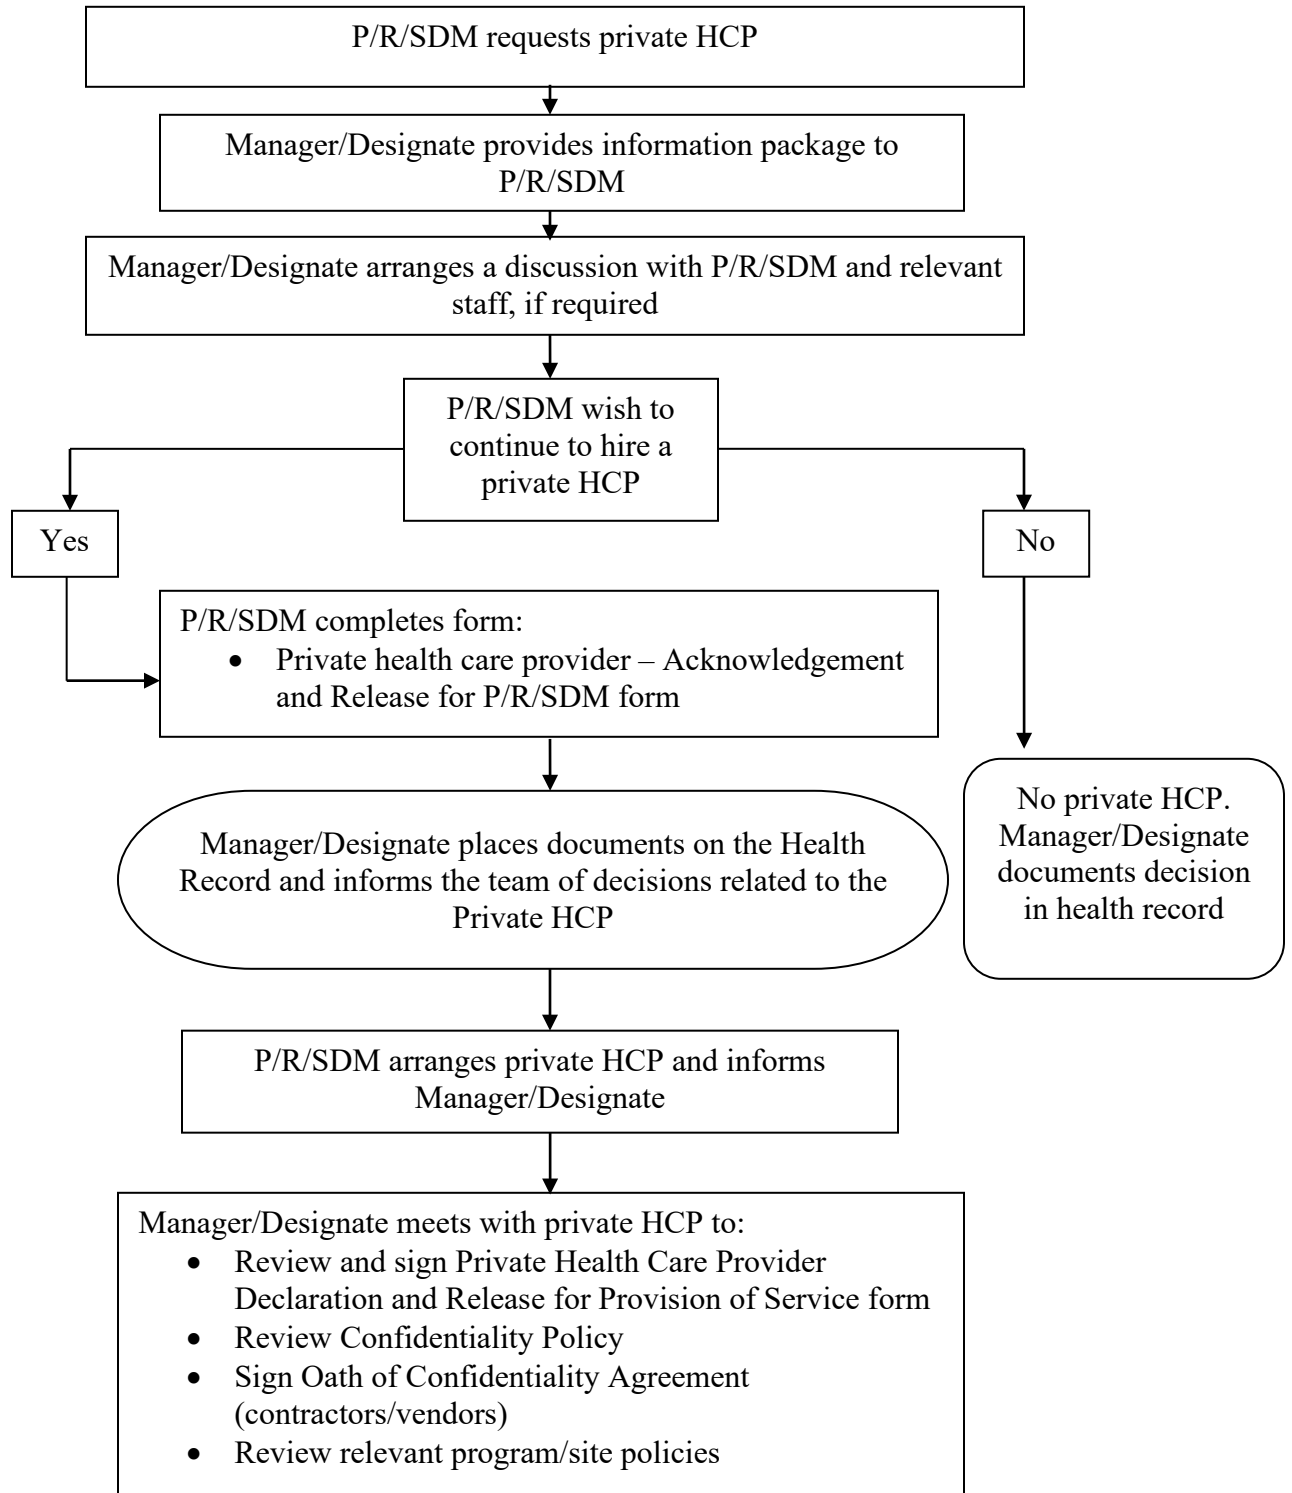 P/R/SDM requests private HCP
Manager/Designate provides information package to
P/R/SDM
Manager/Designate arranges a discussion with P/R/SDM and relevant
staff, if required
P/R/SDM wish to
continue to hire a
private HCP
Yes
No
P/R/SDM completes form:
• Private health care provider – Acknowledgement
and Release for P/R/SDM form
No private HCP.
Manager/Designate
documents decision
in health record
Manager/Designate places documents on the Health
Record and informs the team of decisions related to the
Private HCP
P/R/SDM arranges private HCP and informs
Manager/Designate
Manager/Designate meets with private HCP to:
• Review and sign Private Health Care Provider
Declaration and Release for Provision of Service form
• Review Confidentiality Policy
• Sign Oath of Confidentiality Agreement
(contractors/vendors)
• Review relevant program/site policies